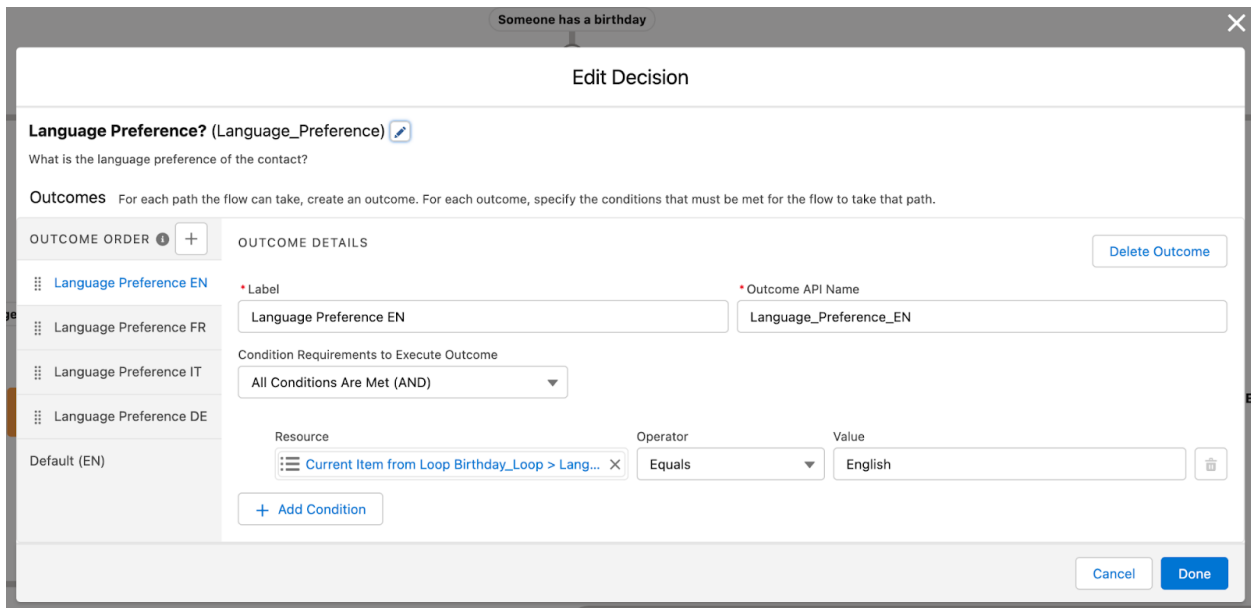 Someone has a birthday
Edit Decision
Language Preference? (Language_Preference)
What is the language preference of the contact?
Outcomes For each path the flow can take, create an outcome. For each outcome, specify the conditions that must be met for the flow to take that path.
OUTCOME ORDER
OUTCOME DETAILS
Delete Outcome
Language Preference EN
Language Preference FR
Language Preference IT
Language Preference DE
Default (EN)
* Label
* Outcome API Name
Language Preference EN
Language_Preference_EN
Condition Requirements to Execute Outcome
All Conditions Are Met (AND)
Resource
Operator
Value
Current Item from Loop Birthday_Loop > Lang...
Equals
English
+ Add Condition
Cancel
Done